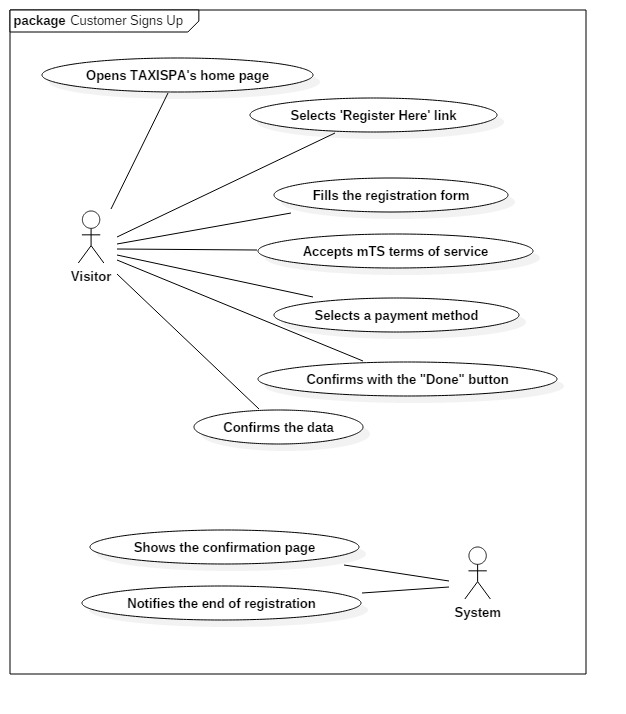 package Customer Signs Up
Opens TAXISPA's home page
Selects 'Register Here' link
Fills the registration form
Accepts mTS terms of service
Visitor
Selects a payment method
Confirms with the "Done" button
Confirms the data
Shows the confirmation page
Notifies the end of registration
System